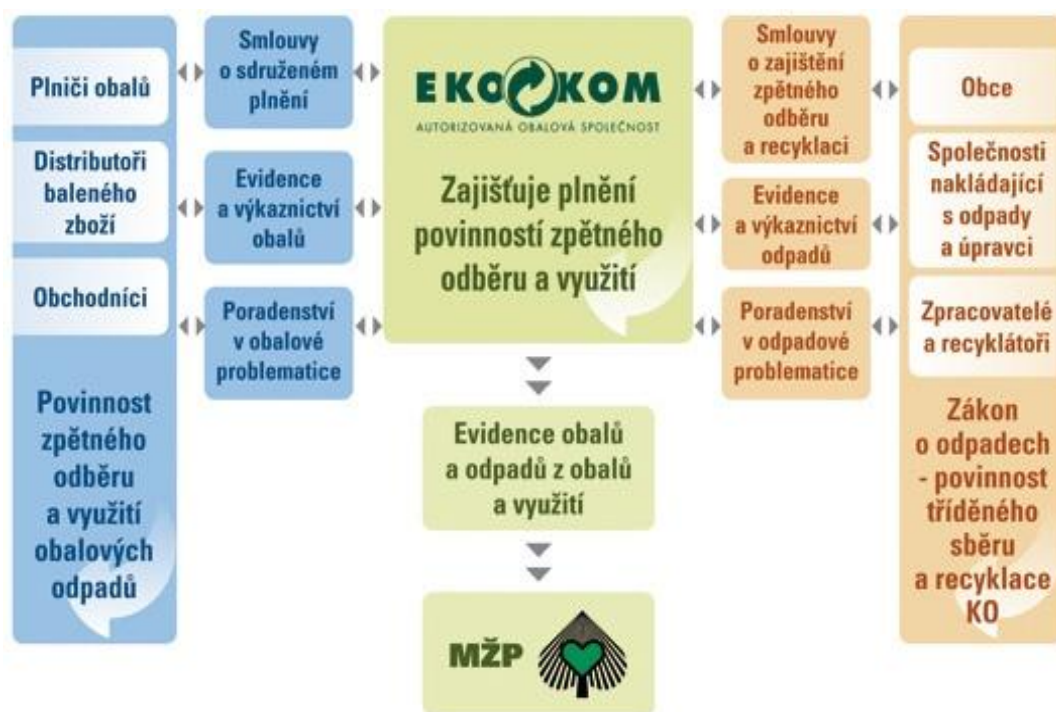 Plniči obalů
Distributoři
baleného
zboží
Obchodníci
Povinnost
zpětného
odběru
a využití
obalových
odpadů
Smlouvy
o sdruženém
plnění
Evidence
a výkaznictví
obalů
Poradenství
v obalové
problematice
EKO KOM
AUTORIZOVANÁ OBALOVÁ SPOLEČNOST
Zajišťuje plnění
povinností zpětného
odběru a využití
Evidence obalů
a odpadů z obalů
a využití
MŽP
Smlouvy
o zajištění
zpětného
odběru
a recyklaci
Evidence
a výkaznictví
odpadů
Poradenství
v odpadové
problematice
Obce
Společnosti
nakládající
s odpady
a úpravci
Zpracovatelé
a recyklátoři
Zákon
o odpadech
- povinnost
tříděného
sběru
a recyklace
KO